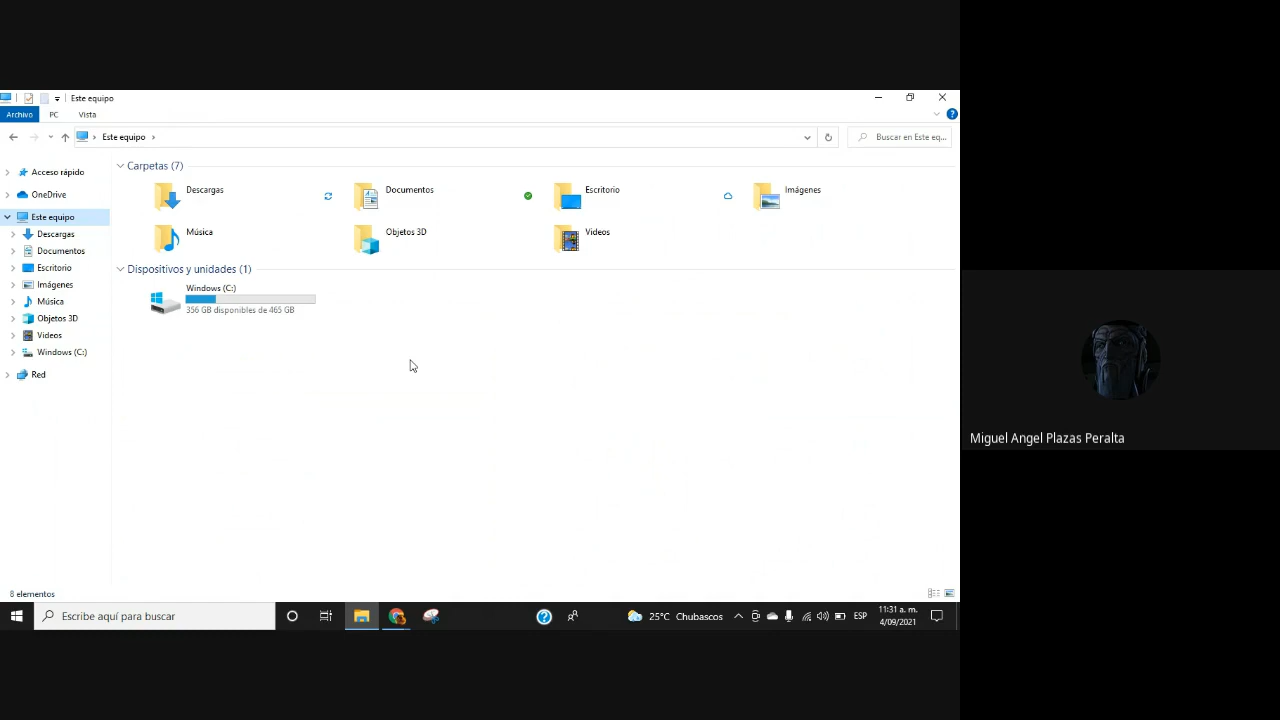 Este equipo
Archivo PC Vista
Este equipo
Buscar en Este eq...
Acceso rápido
OneDrive
Este equipo
Descargas
Documentos
Escritorio
Imágenes
Música
Objetos 3D
Videos
Windows (C:)
Red
Carpetas (7)
Descargas Documentos Escritorio Imágenes
Música Objetos 3D Videos
Dispositivos y unidades (1)
Windows (C:)
356 GB disponibles de 465 GB
Miguel Angel Plazas Peralta
8 elementos
Escribe aquí para buscar
25°C Chubascos
ESP
11:31 a. m.
4/09/2021